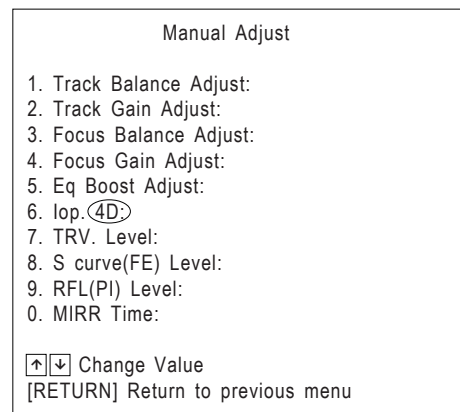 Manual Adjust
1. Track Balance Adjust:
2. Track Gain Adjust:
3. Focus Balance Adjust:
4. Focus Gain Adjust:
5. Eq Boost Adjust:
6. Iop.4D:)
7. TRV. Level:
8. S curve(FE) Level:
9. RFL(PI) Level:
0. MIRR Time:
↑↓ Change Value
[RETURN] Return to previous menu